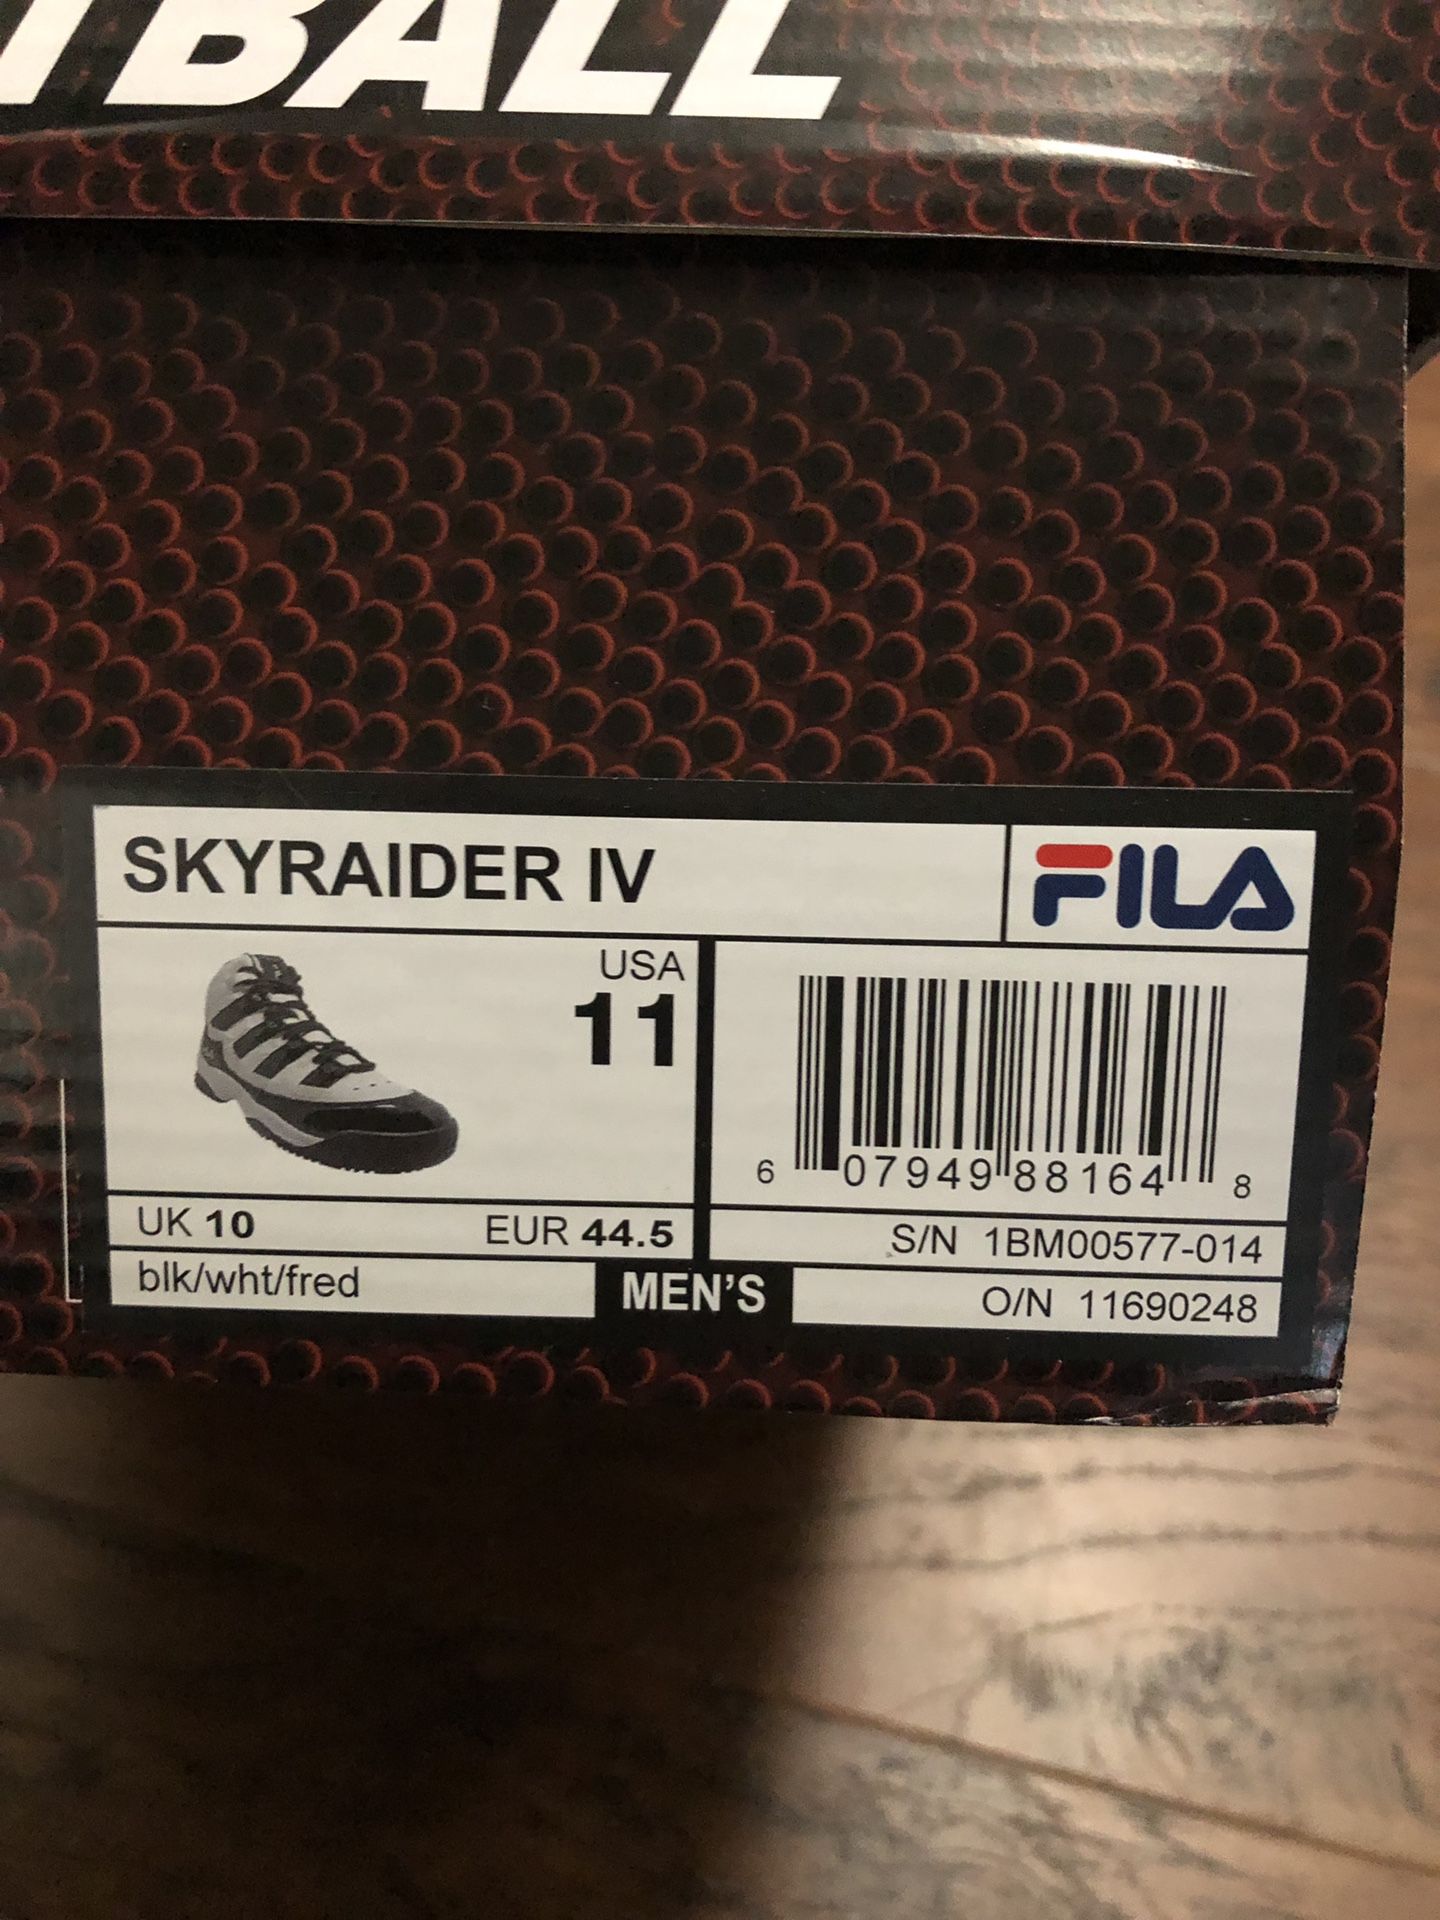 TBALL
SKYRAIDER IV
FILA
USA
11
6 07949 88164 8
UK 10 EUR 44.5
S/N 1BM00577-014
blk/wht/fred
MEN'S
O/N 11690248